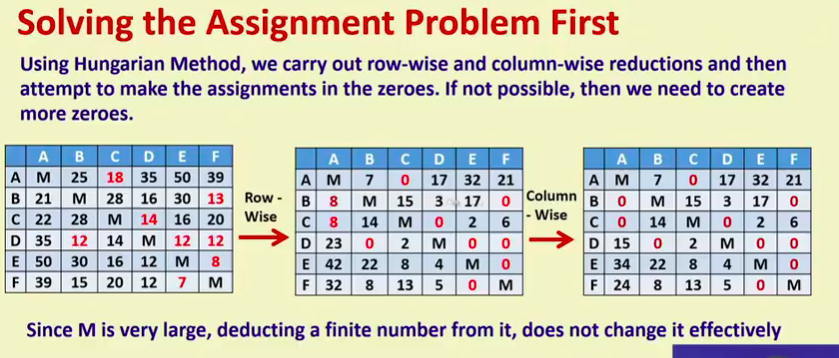 Solving the Assignment Problem First
Using Hungarian Method, we carry out row-wise and column-wise reductions and then
attempt to make the assignments in the zeroes. If not possible, then we need to create
more zeroes.
A B C D E F
A M 25 18 35 50 39
B 21 M 28 16 30 13
C 22 28 M 14 16 20
D 35 12 14 M 12 12
E 50 30 16 12 M 8
F 39 15 20 12 7 M
Row -
Wise
A B C D E F
A M 7 0 17 32 21
B 8 M 15 3 17 0
C 8 14 M 0 2 6
D 23 0 2 M 0 0
E 42 22 8 4 M 0
F 32 8 13 5 0 M
Column
- Wise
A B C D E F
A M 7 0 17 32 21
B 0 M 15 3 17 0
C 0 14 M 0 2 6
D 15 0 2 M 0 0
E 34 22 8 4 M 0
F 24 8 13 5 0 M
Since M is very large, deducting a finite number from it, does not change it effectively